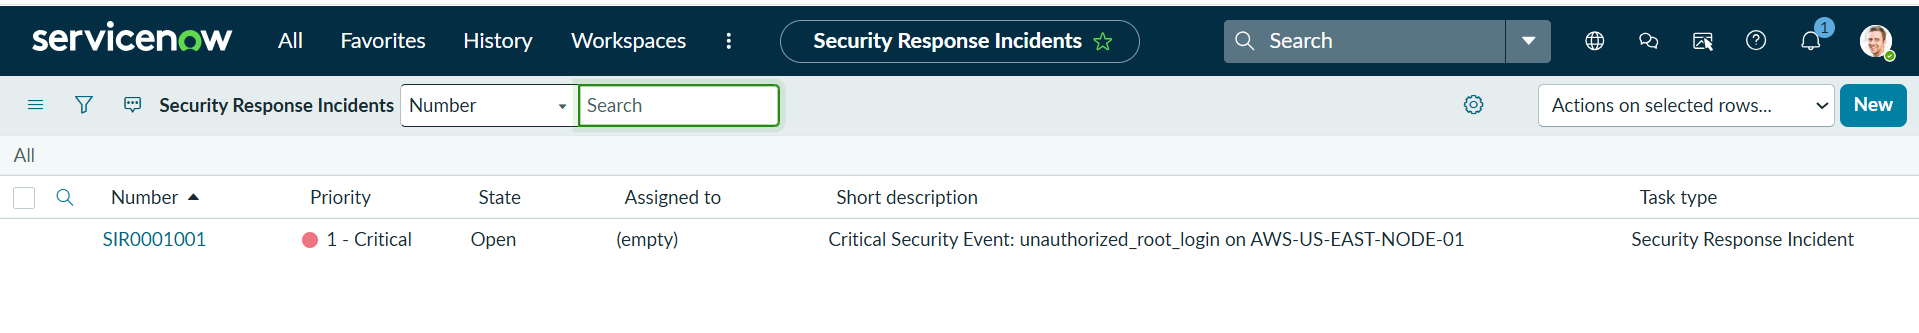 servicenow All Favorites History Workspaces Security Response Incidents Search 1
Security Response Incidents Number Search Actions on selected rows... New
All
Number Priority State Assigned to Short description Task type
SIR0001001 1 - Critical Open (empty) Critical Security Event: unauthorized_root_login on AWS-US-EAST-NODE-01 Security Response Incident